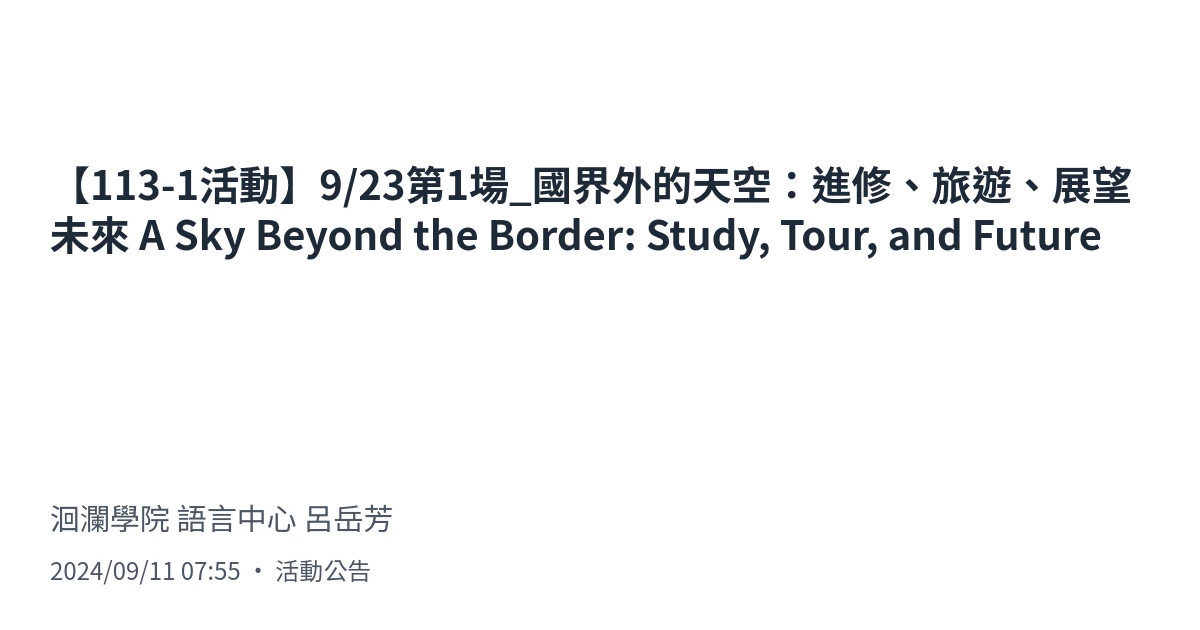 【113-1活動】9/23第1場_國界外的天空：進修、旅遊、展望
未來 A Sky Beyond the Border: Study, Tour, and Future
洄瀾學院 語言中心 呂岳芳
2024/09/11 07:55 ・ 活動公告